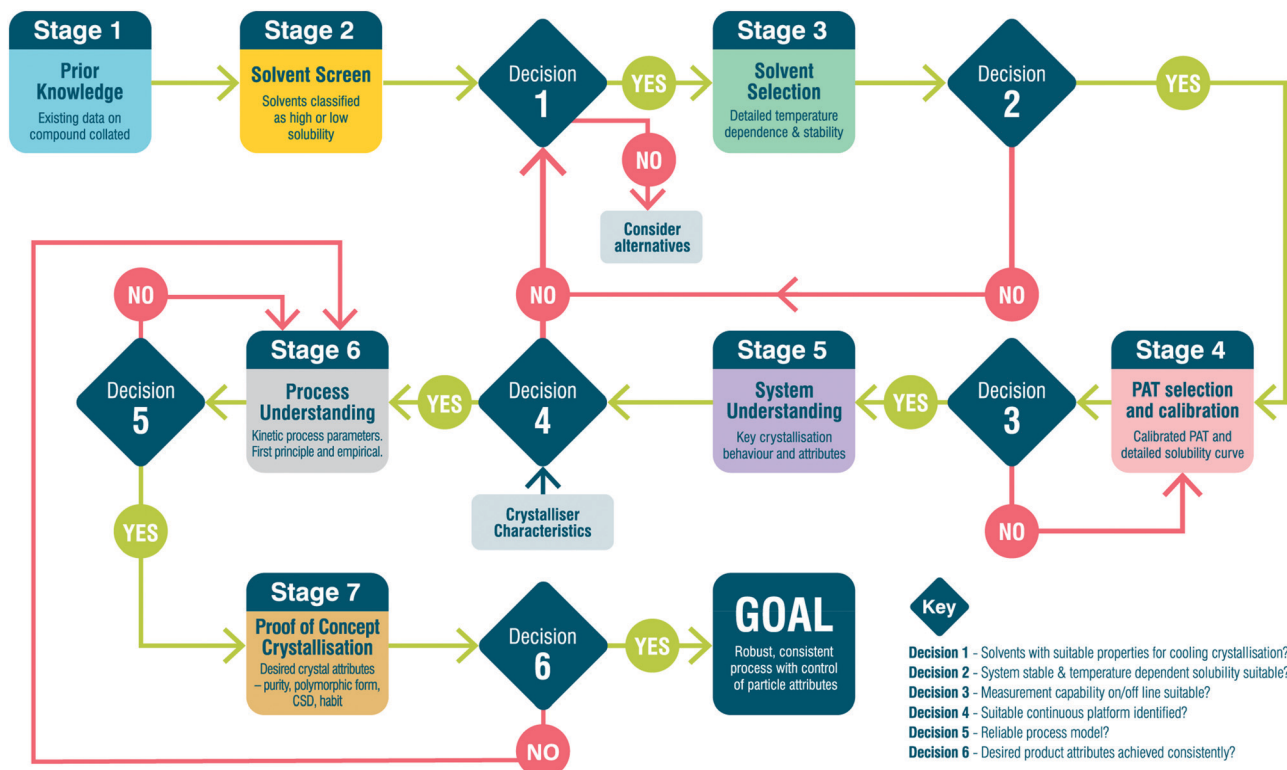 Stage 1
Prior
Knowledge
Existing data on
compound collated
Stage 2
Solvent Screen
Solvents classified
as high or low
solubility
Decision
1
YES
NO
Consider
alternatives
Stage 3
Solvent
Selection
Detailed temperature
dependence & stability
Decision
2
YES
NO
NO
Stage 4
PAT selection
and calibration
Calibrated PAT and
detailed solubility curve
Decision
3
YES
NO
Stage 5
System
Understanding
Key crystallisation
behaviour and attributes
Decision
4
YES
Crystalliser
Characteristics
Stage 6
Process
Understanding
Kinetic process parameters.
First principle and empirical.
Decision
5
NO
YES
Stage 7
Proof of Concept
Crystallisation
Desired crystal attributes
– purity, polymorphic form,
CSD, habit
Decision
6
YES
NO
GOAL
Robust, consistent
process with control
of particle attributes
Key
Decision 1 - Solvents with suitable properties for cooling crystallisation?
Decision 2 - System stable & temperature dependent solubility suitable?
Decision 3 - Measurement capability on/off line suitable?
Decision 4 - Suitable continuous platform identified?
Decision 5 - Reliable process model?
Decision 6 - Desired product attributes achieved consistently?